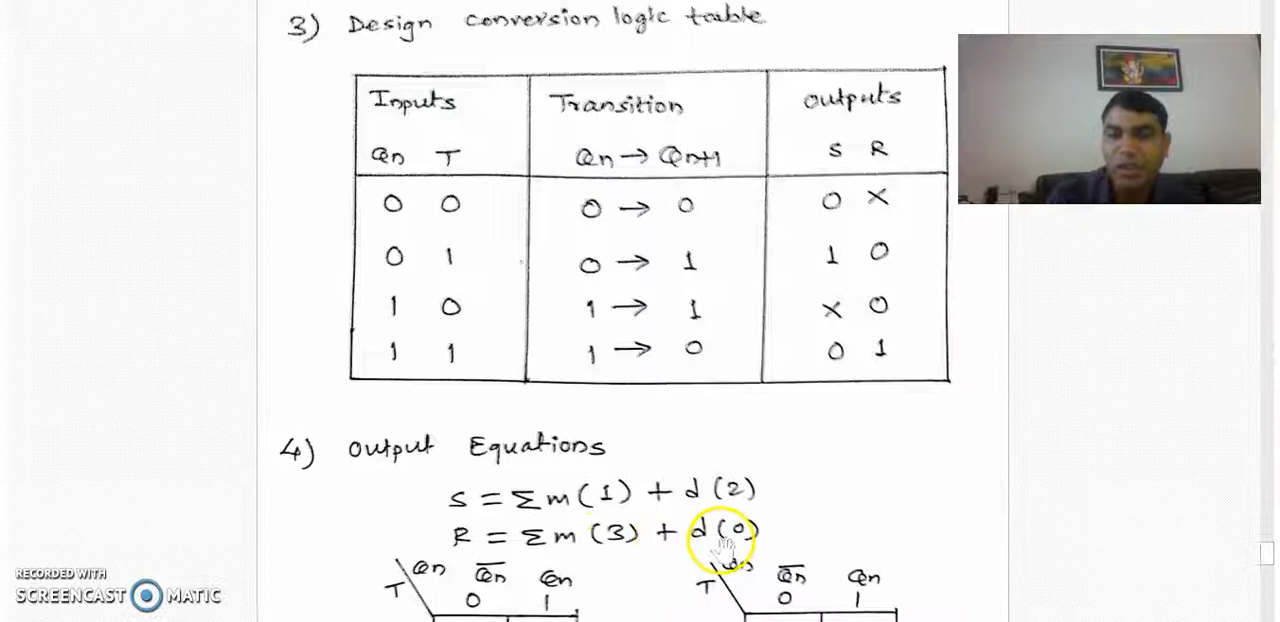 3) Design conversion logic table
Inputs Transition Outputs
Qn T Qn → Qn+1 S R
0 0 0 → 0 0 X
0 1 0 → 1 1 0
1 0 1 → 1 X 0
1 1 1 → 0 0 1
4) Output Equations
S = Σm(1) + d(2)
R = Σm(3) + d(0)
Qn Q̅n Qn Qn Q̅n Qn
T 0 1 T 0 1
RECORDED WITH
SCREENCAST MATIC